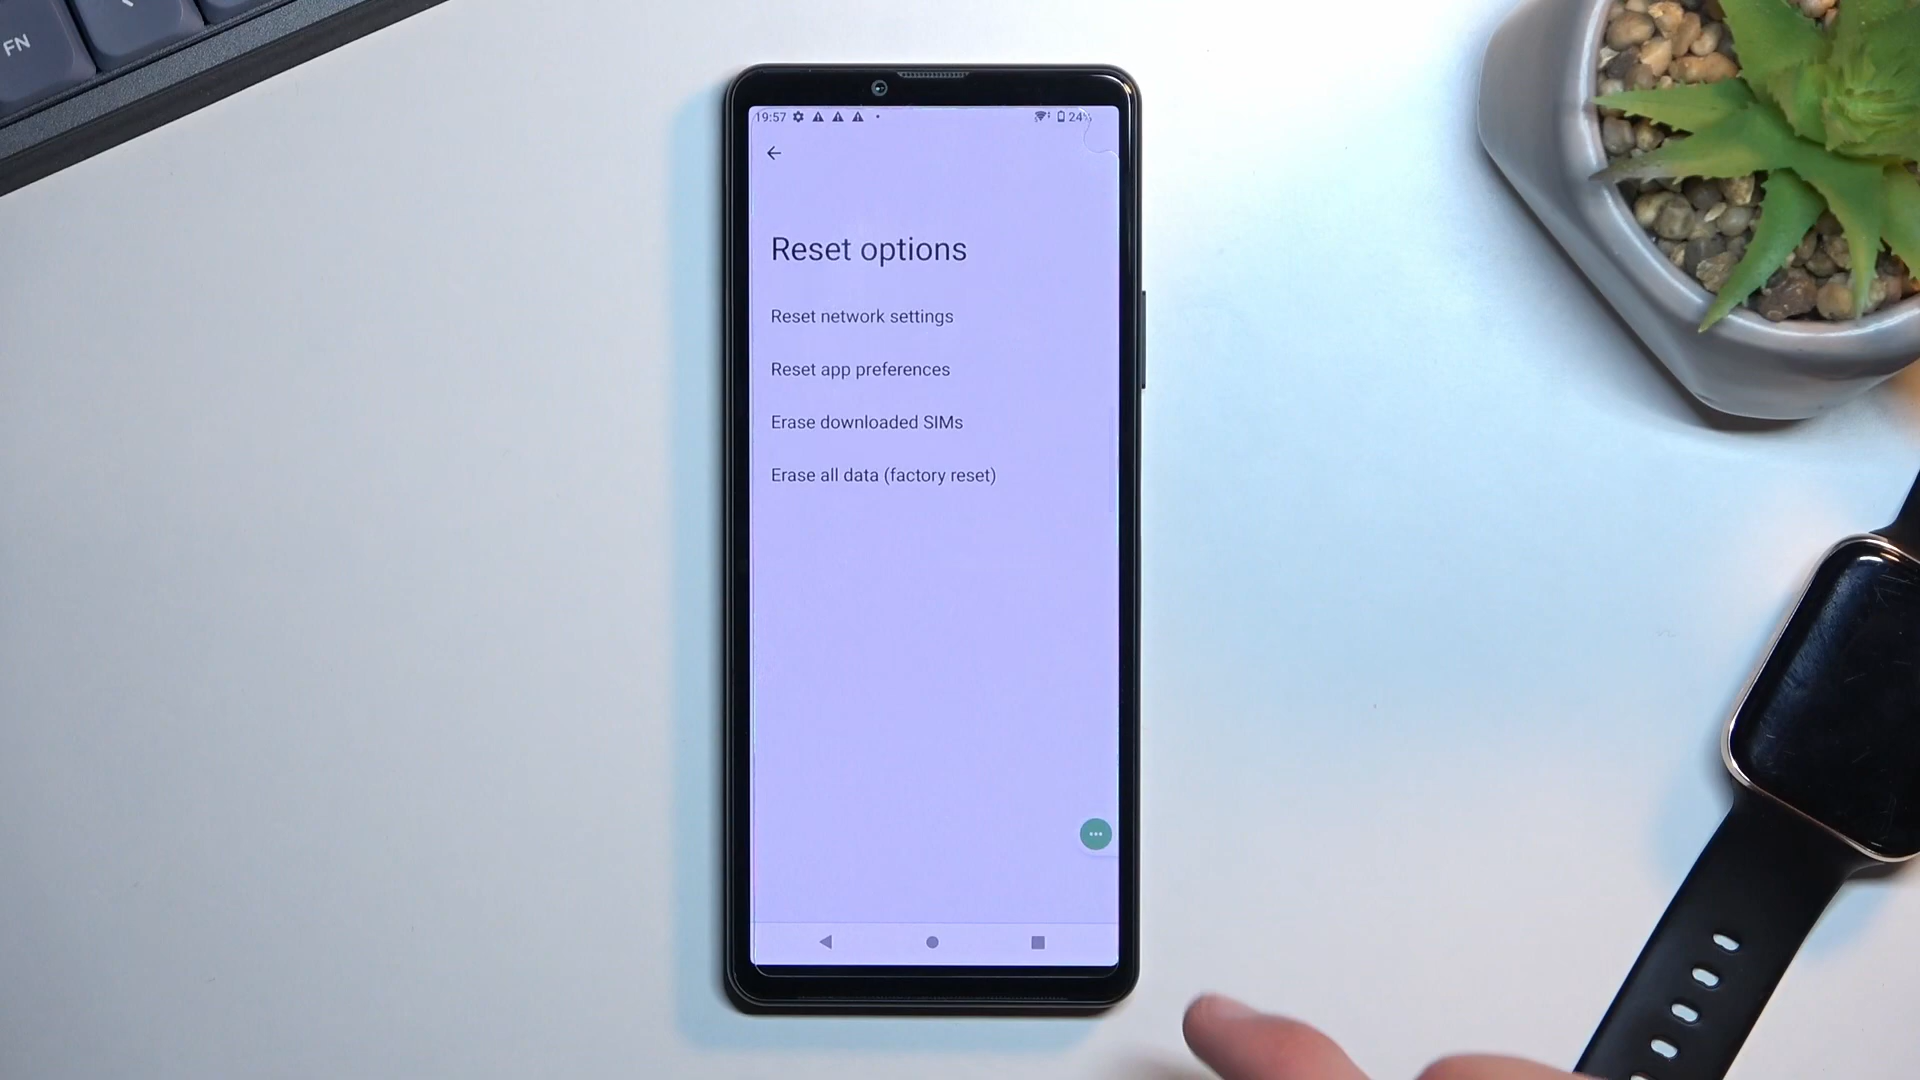 FN
19:57 24%
Reset options
Reset network settings
Reset app preferences
Erase downloaded SIMs
Erase all data (factory reset)